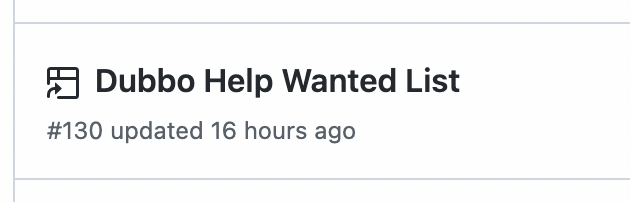 Dubbo Help Wanted List
#130 updated 16 hours ago